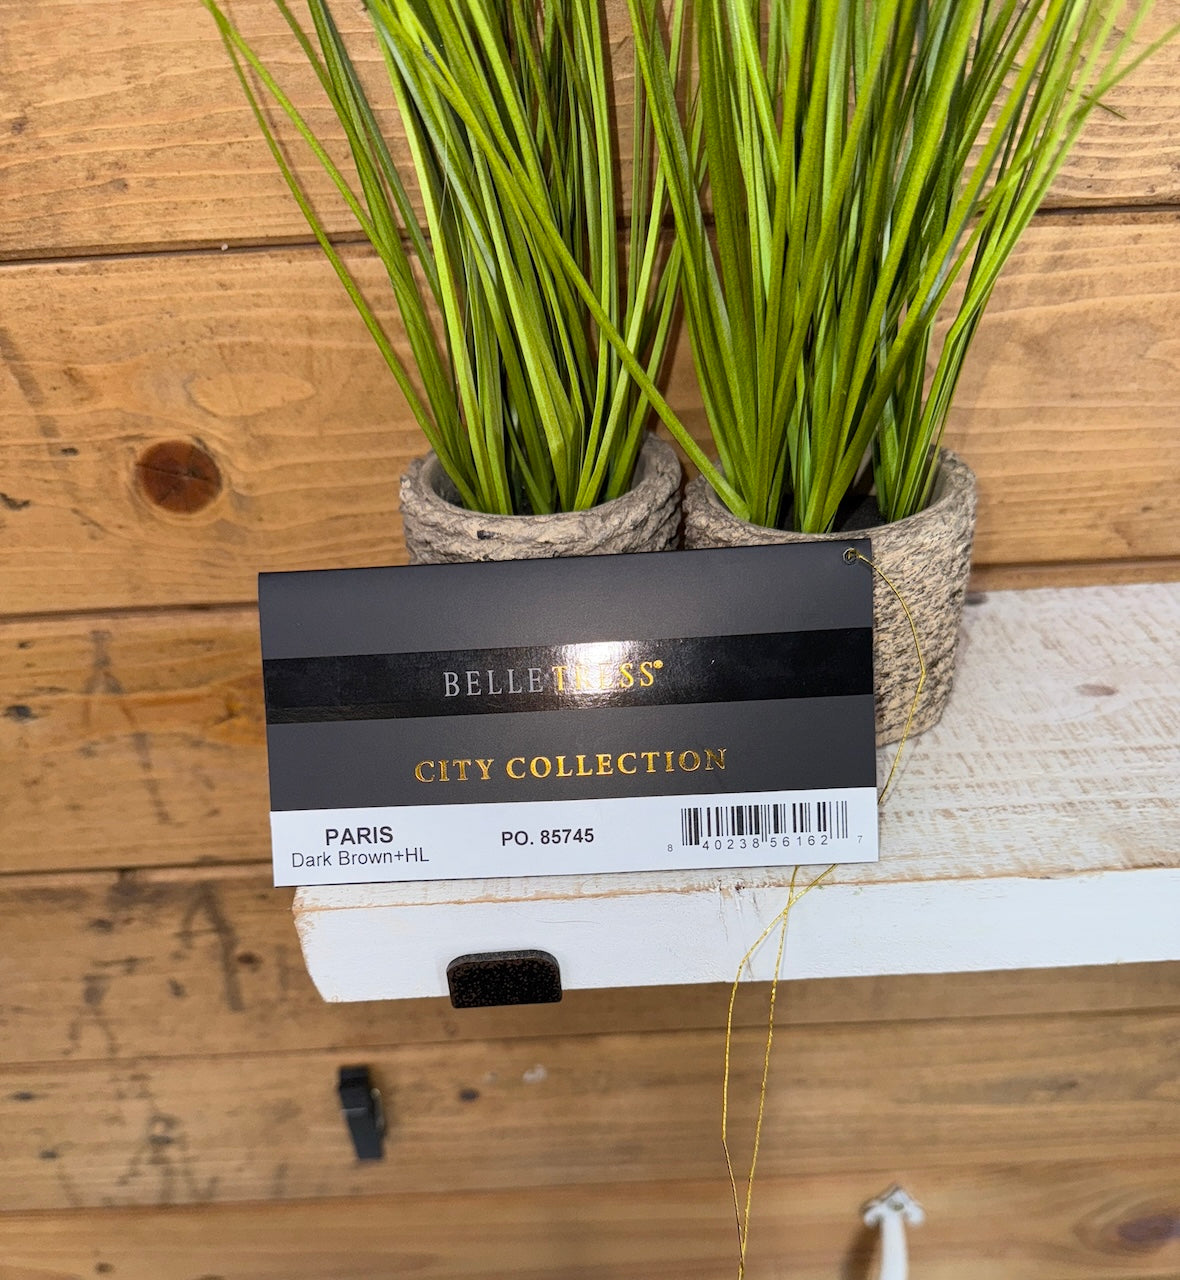 BELLETRESS®
CITY COLLECTION
PARIS
Dark Brown+HL
PO. 85745
8 40238 56162 7